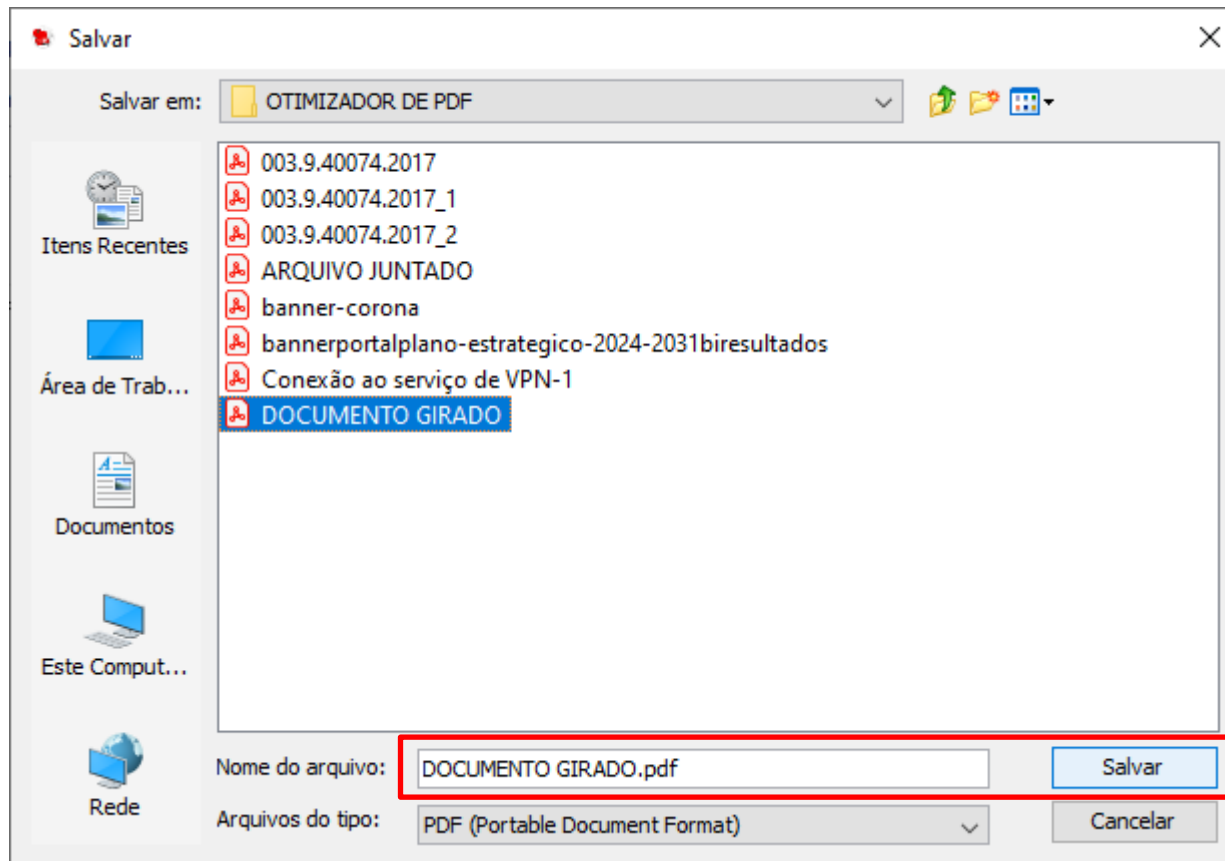 Salvar
Salvar em: OTIMIZADOR DE PDF
003.9.40074.2017
003.9.40074.2017_1
003.9.40074.2017_2
ARQUIVO JUNTADO
banner-corona
bannerportalplano-estrategico-2024-2031biresultados
Conexão ao serviço de VPN-1
DOCUMENTO GIRADO
Itens Recentes
Área de Trab...
Documentos
Este Comput...
Rede
Nome do arquivo: DOCUMENTO GIRADO.pdf Salvar
Arquivos do tipo: PDF (Portable Document Format) Cancelar